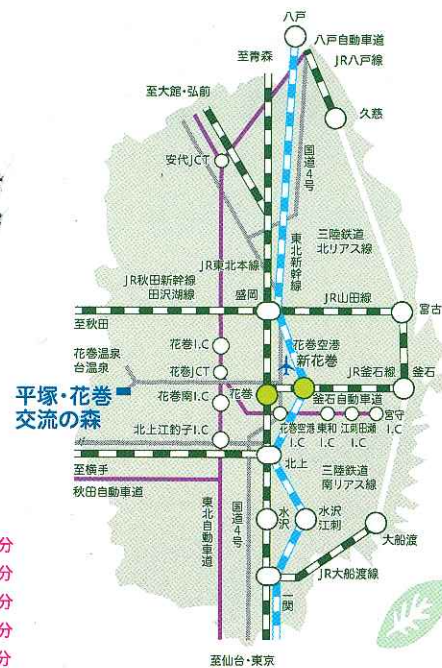 八戸
八戸自動車道
至青森
JR八戸線
至大館・弘前
久慈
安代JCT
国道4号
三陸鉄道
北リアス線
東北新幹線
JR東北本線
JR秋田新幹線
田沢湖線
盛岡
JR山田線
宮古
至秋田
花巻I.C
花巻空港
新花巻
花巻温泉
台温泉
花巻JCT
JR釜石線
釜石
平塚・花巻
交流の森
花巻南I.C
花巻
釜石自動車道
花巻空港
I.C
東和
I.C
江刺田瀬
I.C
宮守
I.C
北上江釣子I.C
北上
至横手
秋田自動車道
三陸鉄道
南リアス線
東北自動車道
国道4号
水沢
水沢
江刺
大船渡
JR大船渡線
一関
至仙台・東京
分
分
分
分
分